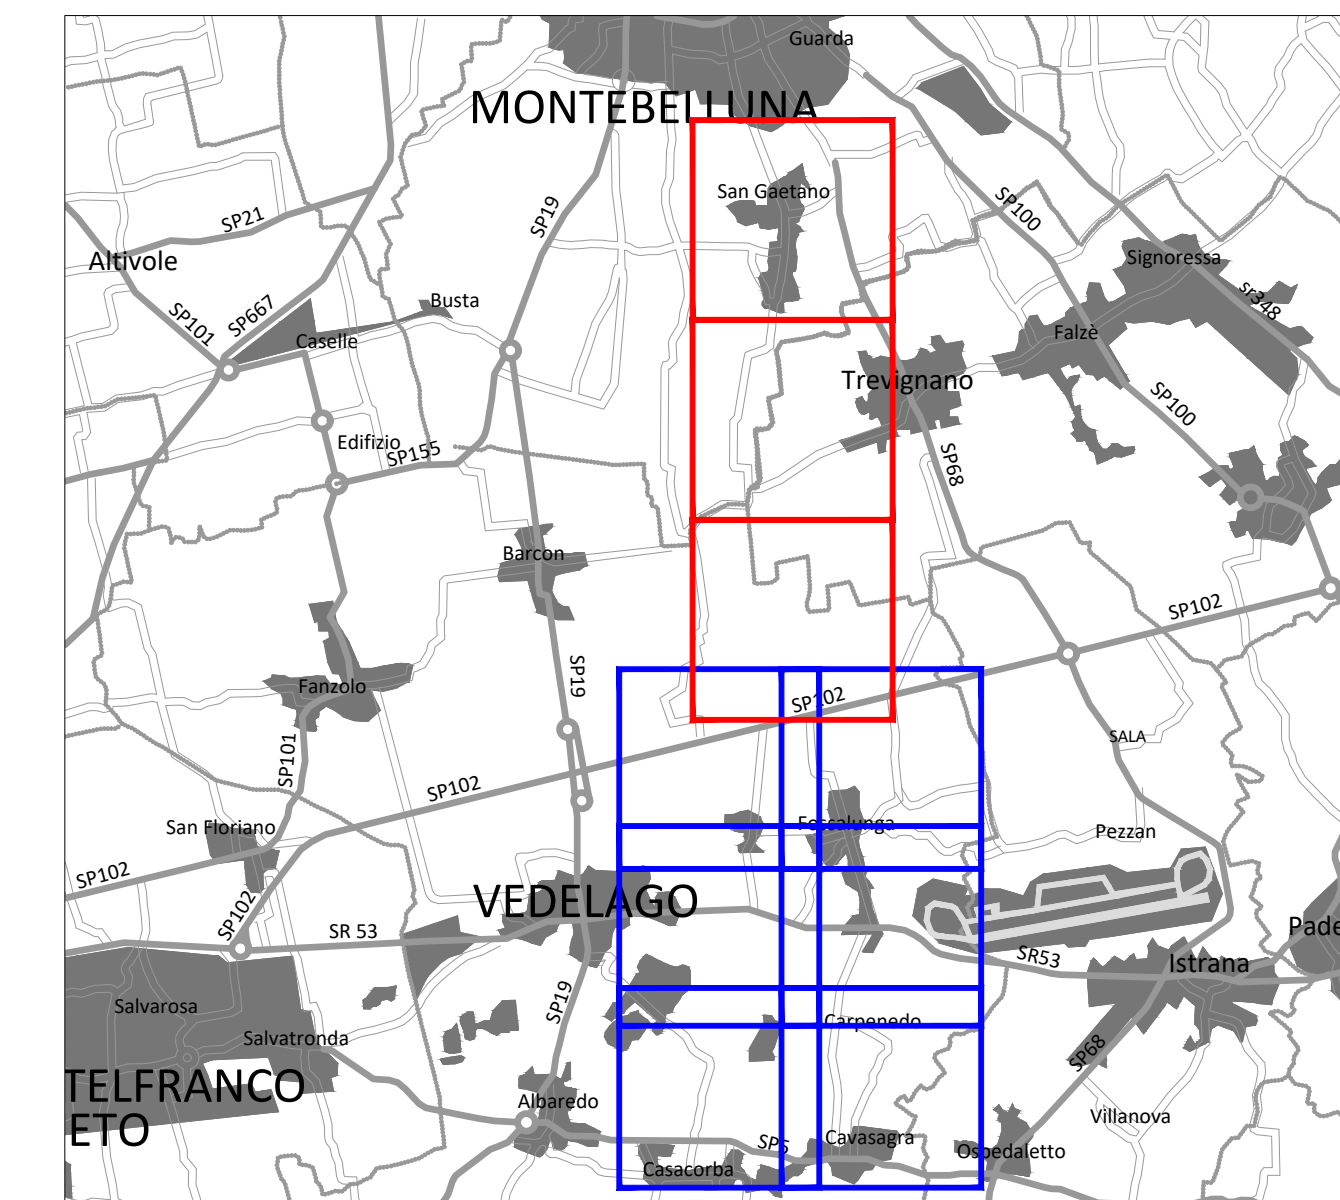 Guarda
MONTEBELLUNA
San Gaetano
SP19
SP100
SP21
Altivole
Signoressa
SP101
SP667
Busta
sr348
Caselle
Falzè
Trevignano
SP100
Edifizio
SP155
SP68
Barcon
SP102
Fanzolo
SP19
SP102
SALA
SP101
SP102
San Floriano
Fossalunga
Pezzan
SP102
VEDELAGO
SP102
SR 53
Pade
SR53
Istrana
Salvarosa
SP19
Carpenedo
Salvatronda
SP68
TELFRANCO
ETO
Albaredo
Villanova
SP5
Cavasagra
Ospedaletto
Casacorba